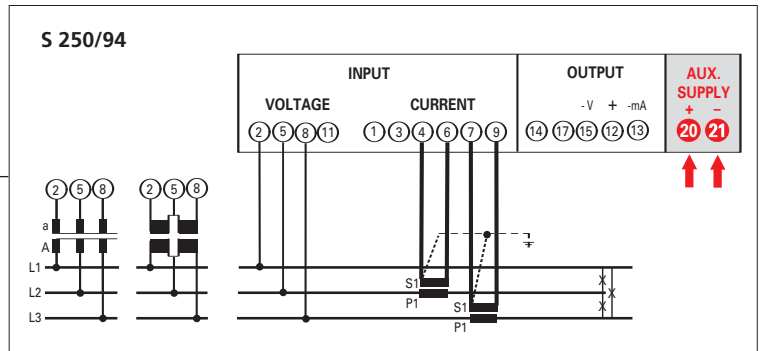 S 250/94
INPUT
OUTPUT
AUX.
SUPPLY
VOLTAGE
CURRENT
-V + -mA
+ –
2 5 8 11 1 3 4 6 7 9
14 17 15 12 13
20 21
2 5 8
2 5 8
a
A
L1
L2
L3
S1
P1
S1
P1
X
X
X